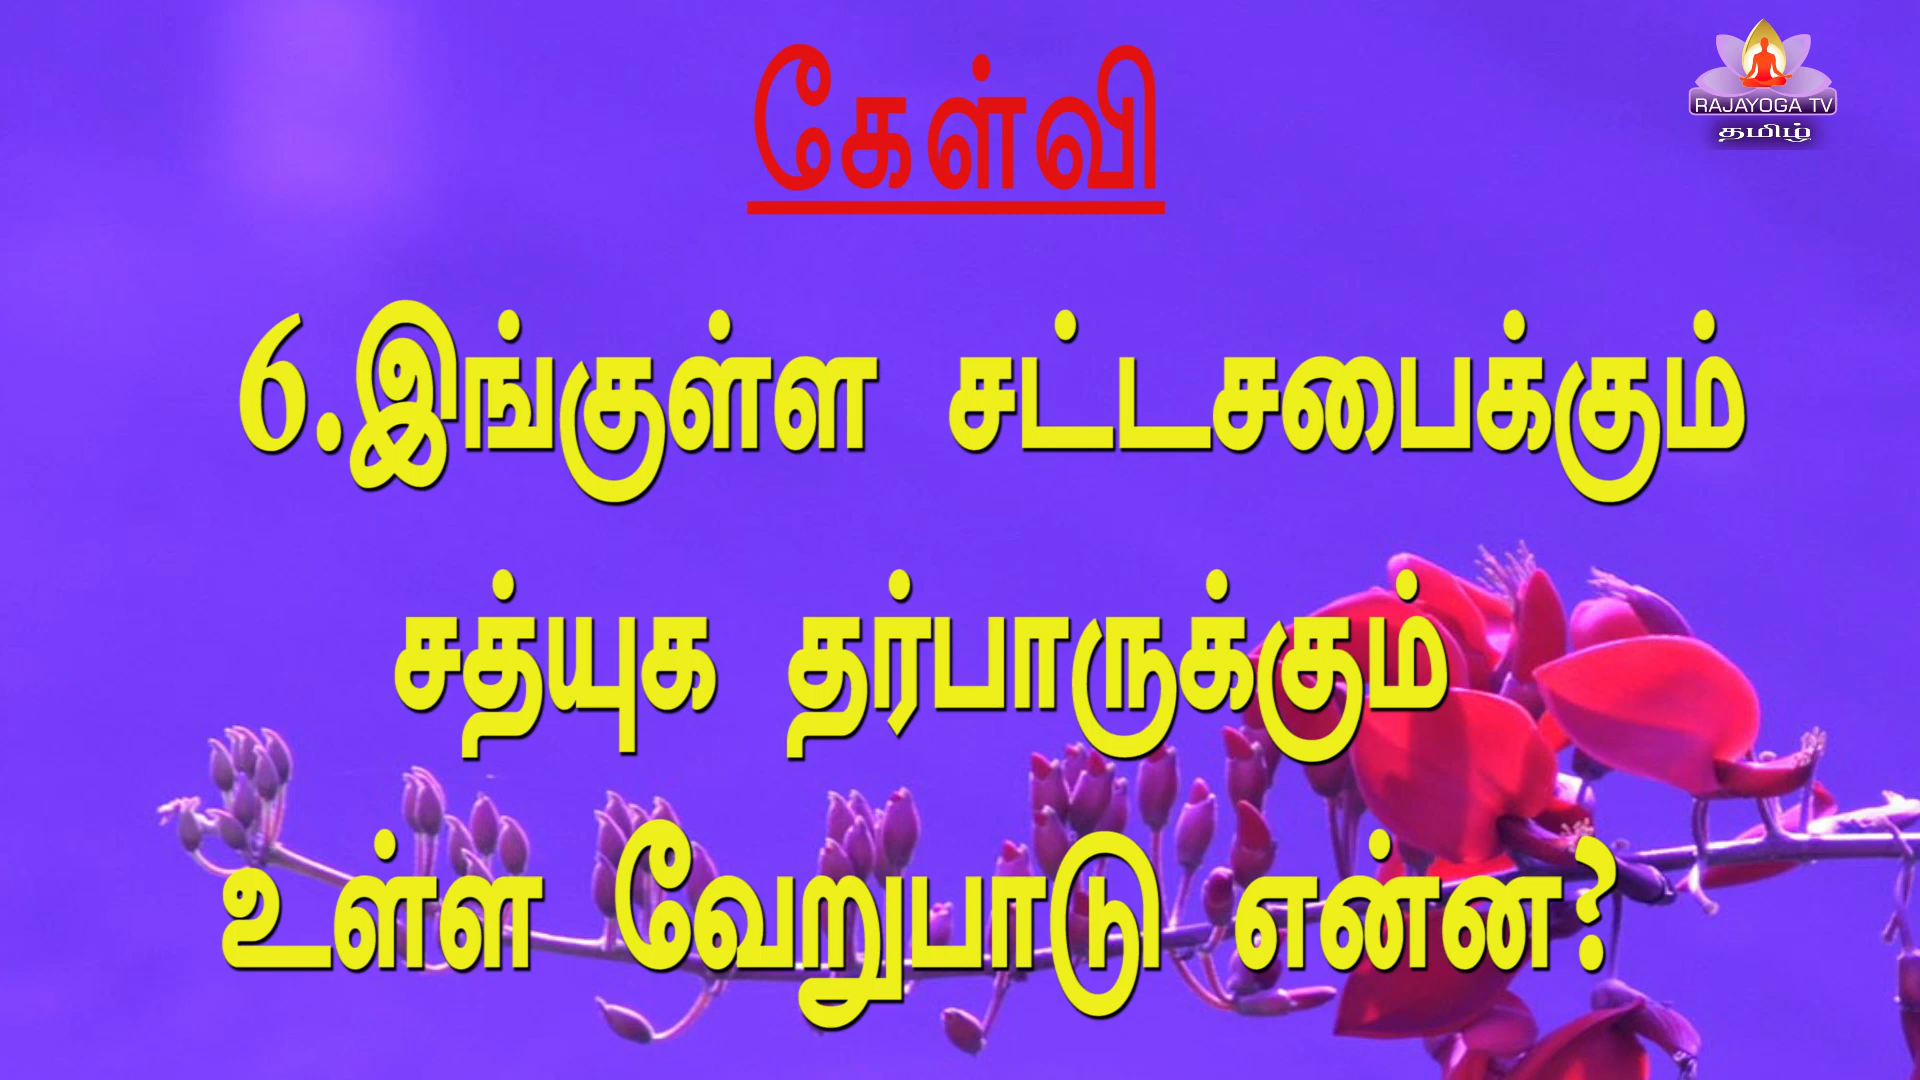 கேள்வி
RAJAYOGA TV
தமிழ்
6.இங்குள்ள சட்டசபைக்கும்
சத்யுக தர்பாருக்கும்
உள்ள வேறுபாடு என்ன?